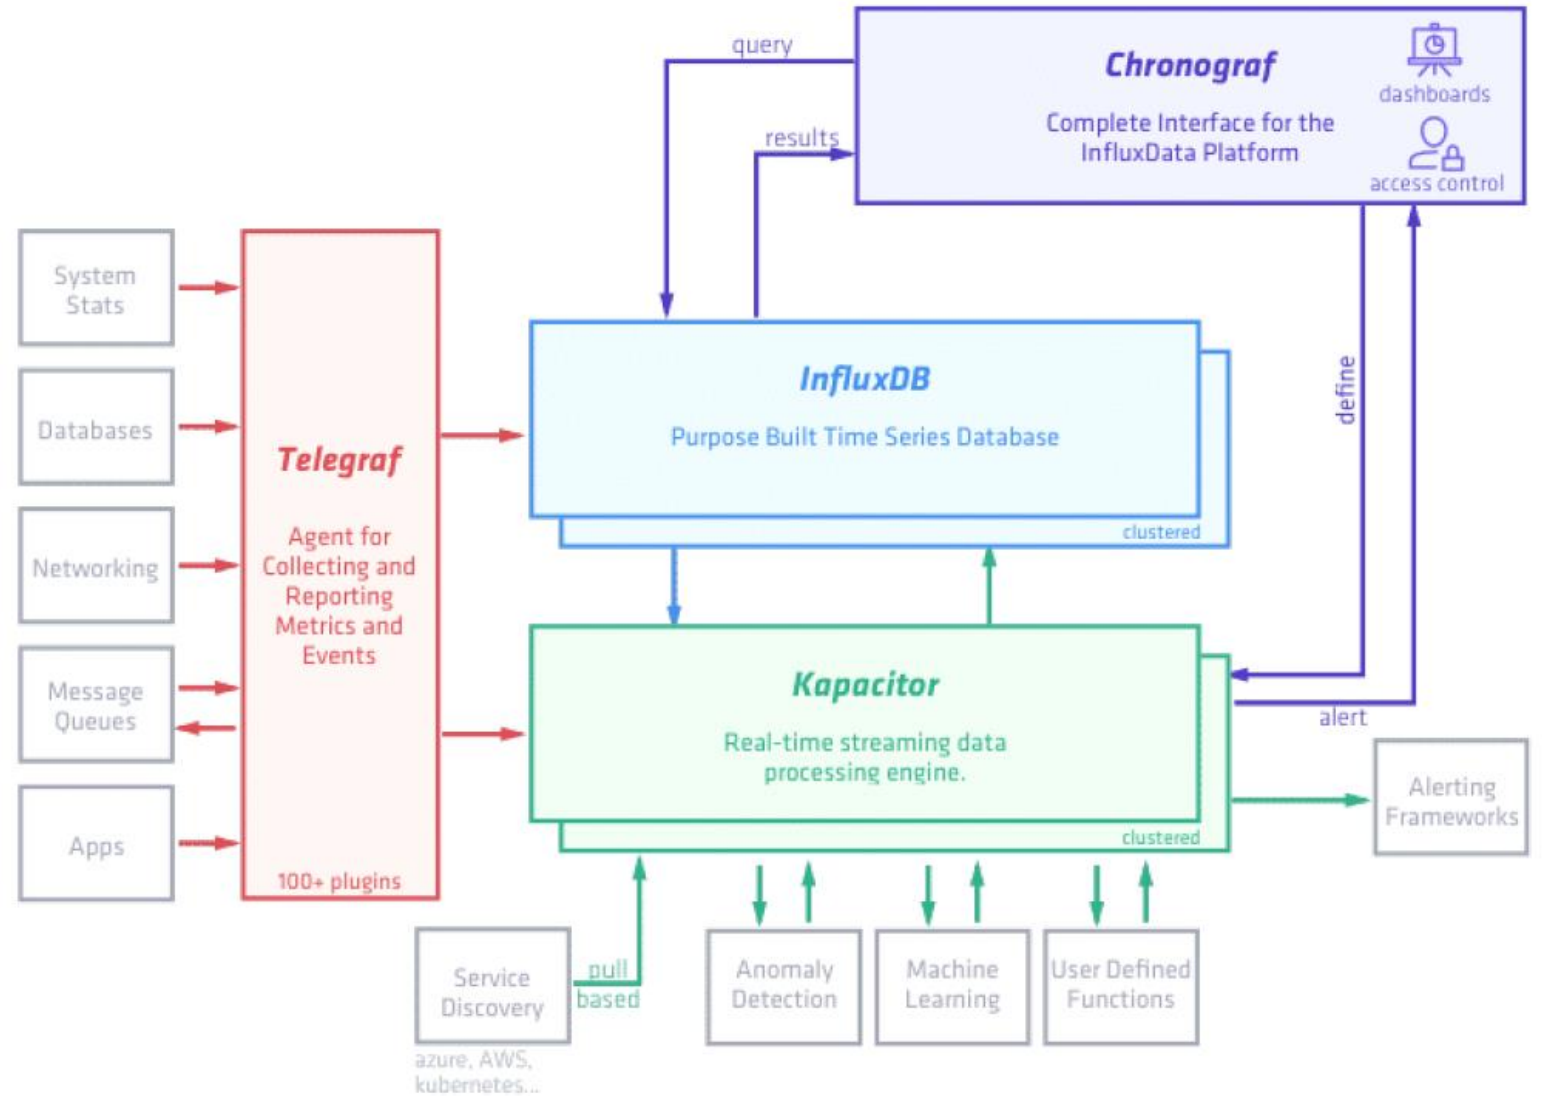 query
Chronograf
dashboards
Complete Interface for the
InfluxData Platform
results
access control
System
Stats
Databases
Networking
Message
Queues
Apps
Telegraf
Agent for
Collecting and
Reporting
Metrics and
Events
100+ plugins
InfluxDB
Purpose Built Time Series Database
clustered
define
Kapacitor
Real-time streaming data
processing engine.
clustered
alert
Alerting
Frameworks
Service
Discovery
pull
based
azure, AWS,
kubernetes...
Anomaly
Detection
Machine
Learning
User Defined
Functions